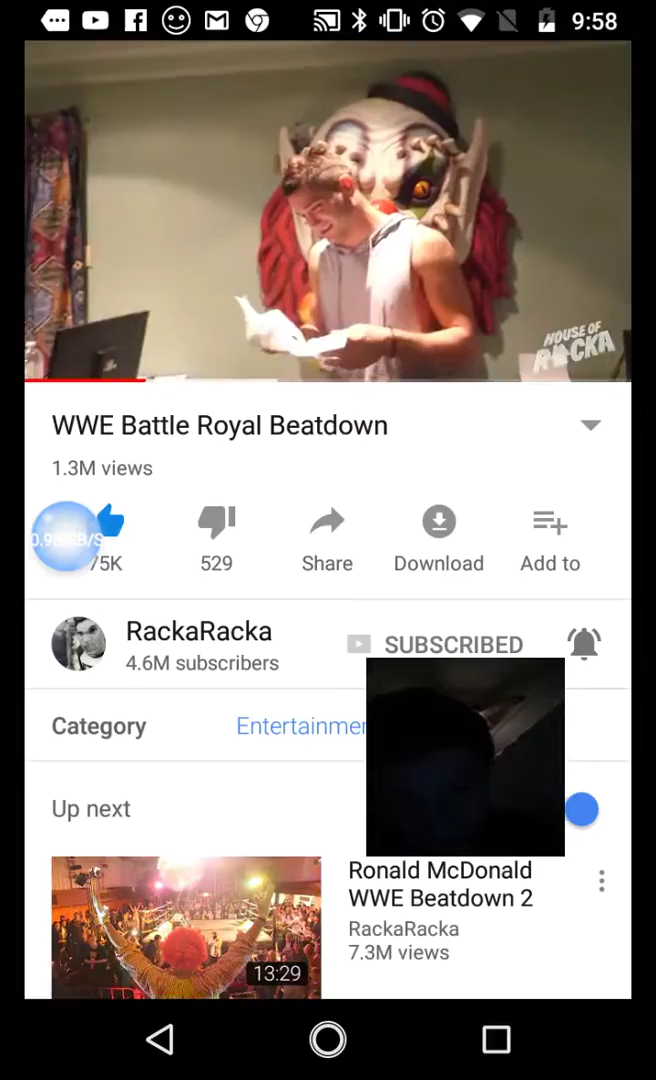 9:58
HOUSE OF
RACKA
WWE Battle Royal Beatdown
1.3M views
75K
529
Share
Download
Add to
RackaRacka
4.6M subscribers
SUBSCRIBED
Category
Entertainmen
Up next
13:29
Ronald McDonald
WWE Beatdown 2
RackaRacka
7.3M views